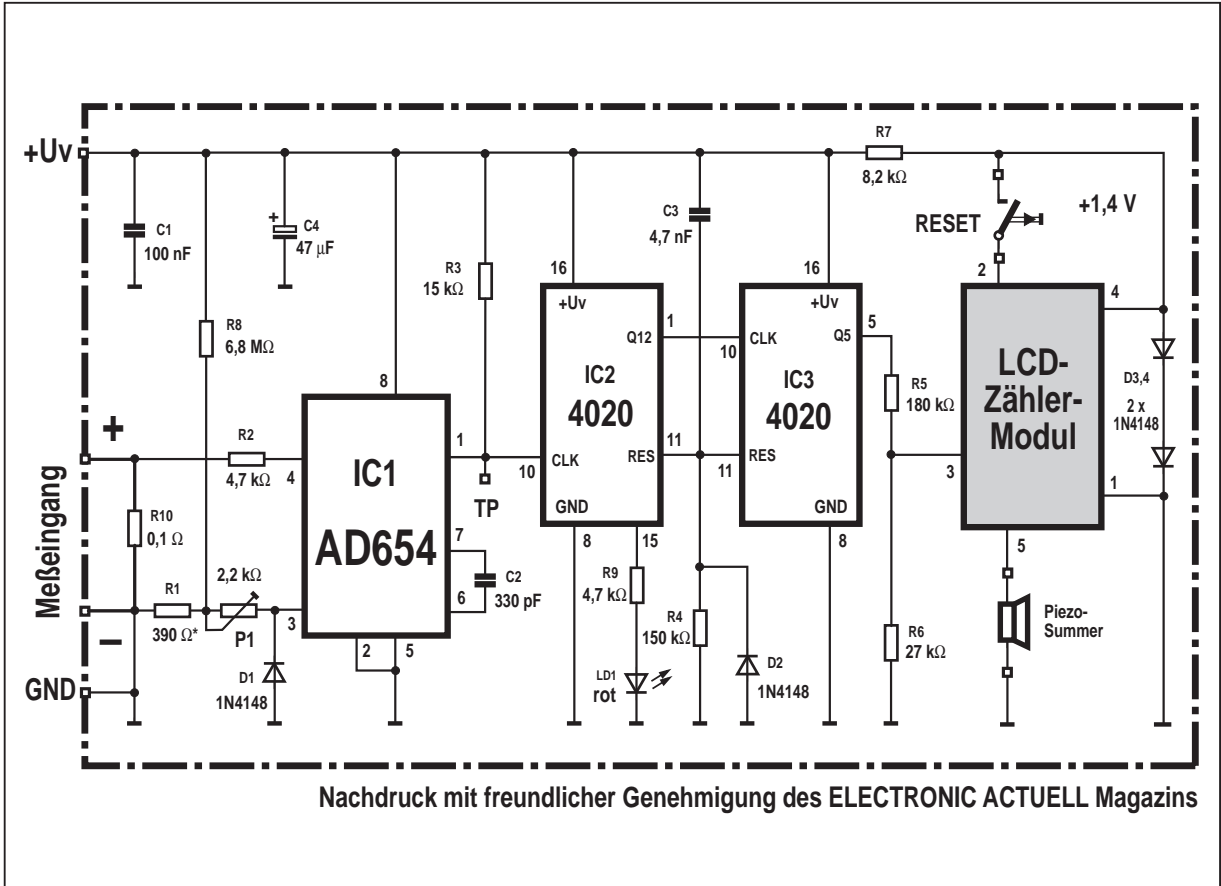 +Uv
C1
100 nF
+
C4
47 µF
R8
6,8 MΩ
R3
15 kΩ
C3
4,7 nF
R7
8,2 kΩ
RESET
+1,4 V
16
+Uv
Q12
1
IC2
4020
10
CLK
RES
11
GND
8
15
16
+Uv
Q5
5
10
CLK
IC3
4020
11
RES
GND
8
2
4
LCD-
Zähler-
Modul
3
1
5
D3,4
2 x
1N4148
R5
180 kΩ
R6
27 kΩ
Piezo-
Summer
Meßeingang
+
R2
4,7 kΩ
R10
0,1 Ω
R1
390 Ω*
2,2 kΩ
P1
–
GND
D1
1N4148
8
4
IC1
AD654
1
7
6
3
2
5
TP
C2
330 pF
R9
4,7 kΩ
LD1
rot
R4
150 kΩ
D2
1N4148
Nachdruck mit freundlicher Genehmigung des ELECTRONIC ACTUELL Magazins